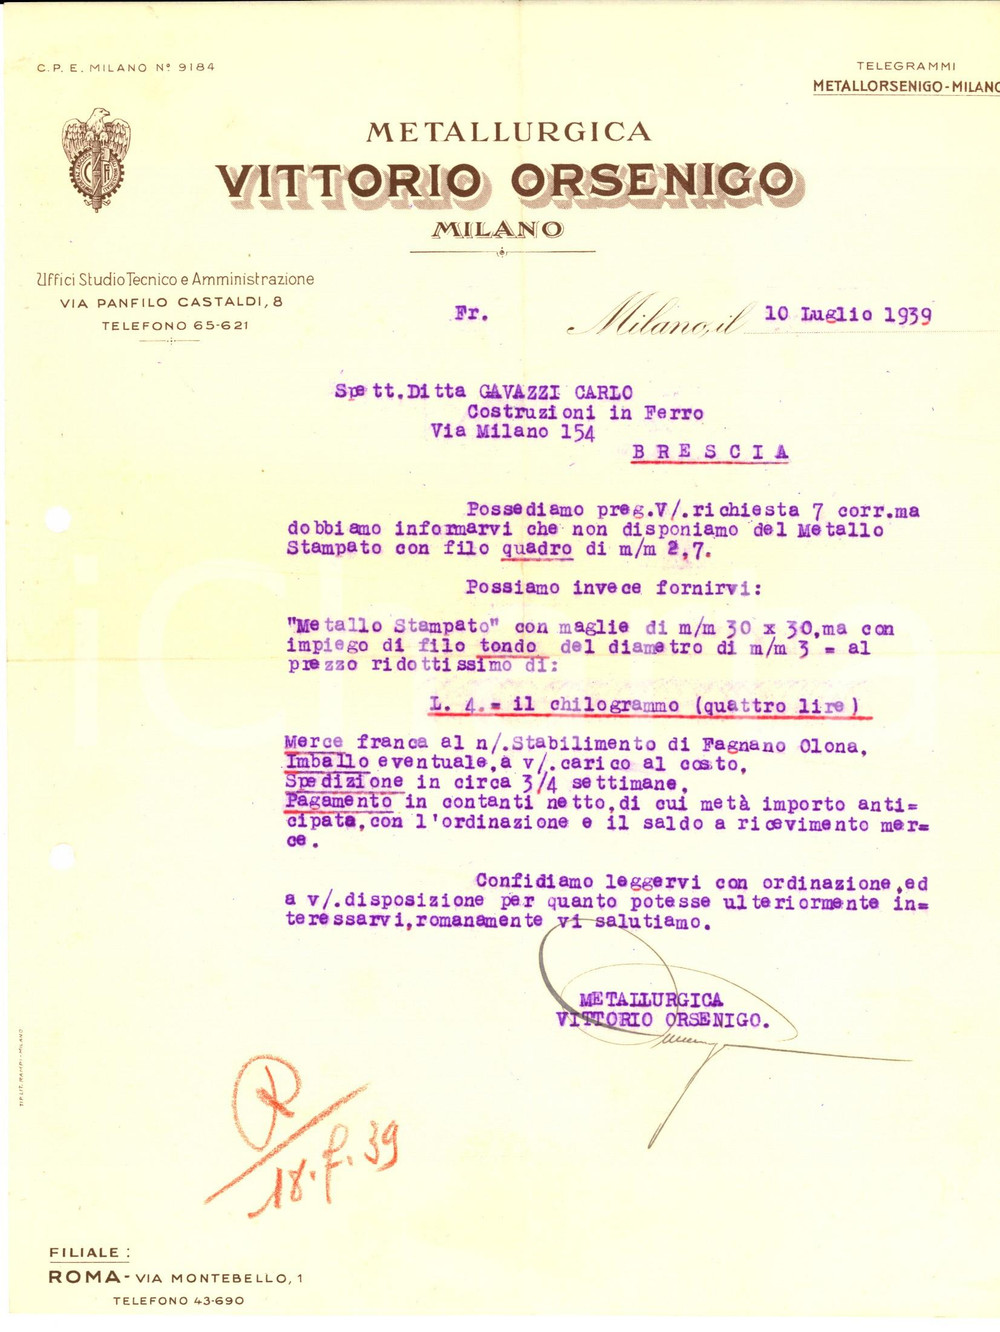 C.P.E. MILANO Nº 9184
TELEGRAMMI
METALLORSENIGO-MILANO
METALLURGICA
VITTORIO ORSENIGO
MILANO
Uffici Studio Tecnico e Amministrazione
VIA PANFILO CASTALDI, 8
TELEFONO 65-621
Fr.
Milano, il 10 Luglio 1939
Spett.Ditta GAVAZZI CARLO
Costruzioni in Ferro
Via Milano 154
B R E S C I A
Possediamo preg.V/.richiesta 7 corr.ma
dobbiamo informarvi che non disponiamo del Metallo
Stampato con filo quadro di m/m 2,7.
Possiamo invece fornirvi:
"Metallo Stampato" con maglie di m/m 30 x 30,ma con
impiego di filo tondo del diametro di m/m 3 = al
prezzo ridottissimo di:
L. 4.= il chilogrammo (quattro lire)
Merce franca al n/.Stabilimento di Fagnano Olona,
Imballo eventuale,a v/.carico al costo,
Spedizione in circa 3/4 settimane,
Pagamento in contanti netto,di cui metà importo anti=
cipata,con l'ordinazione e il saldo a ricevimento mer=
ce.
Confidiamo leggervi con ordinazione,ed
a v/.disposizione per quanto potesse ulteriormente in=
teressarvi,romanamente vi salutiamo.
METALLURGICA
VITTORIO ORSENIGO.
R
18.7.39
FILIALE:
ROMA - VIA MONTEBELLO, 1
TELEFONO 43-690